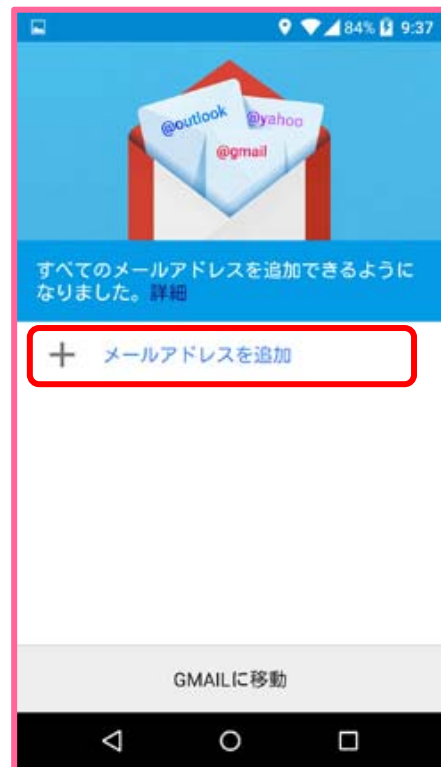 84% 9:37
@outlook @yahoo
@gmail
すべてのメールアドレスを追加できるように
なりました。詳細
メールアドレスを追加
GMAILに移動